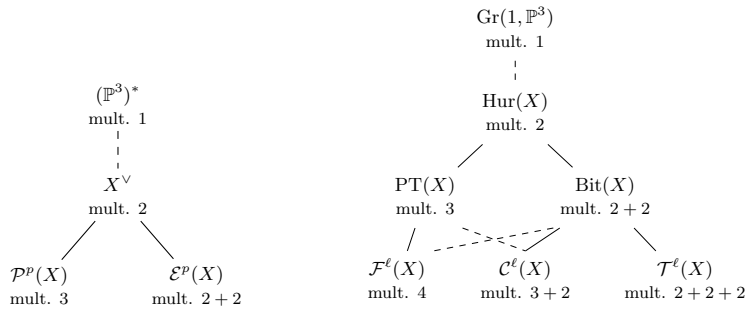 Gr(1, ℙ³)
mult. 1
Hur(X)
mult. 2
(ℙ³)*
mult. 1
X^∨
mult. 2
PT(X) Bit(X)
mult. 3 mult. 2 + 2
𝒫^p(X) ℰ^p(X)
mult. 3 mult. 2 + 2
ℱ^ℓ(X) 𝒞^ℓ(X) 𝒯^ℓ(X)
mult. 4 mult. 3 + 2 mult. 2 + 2 + 2